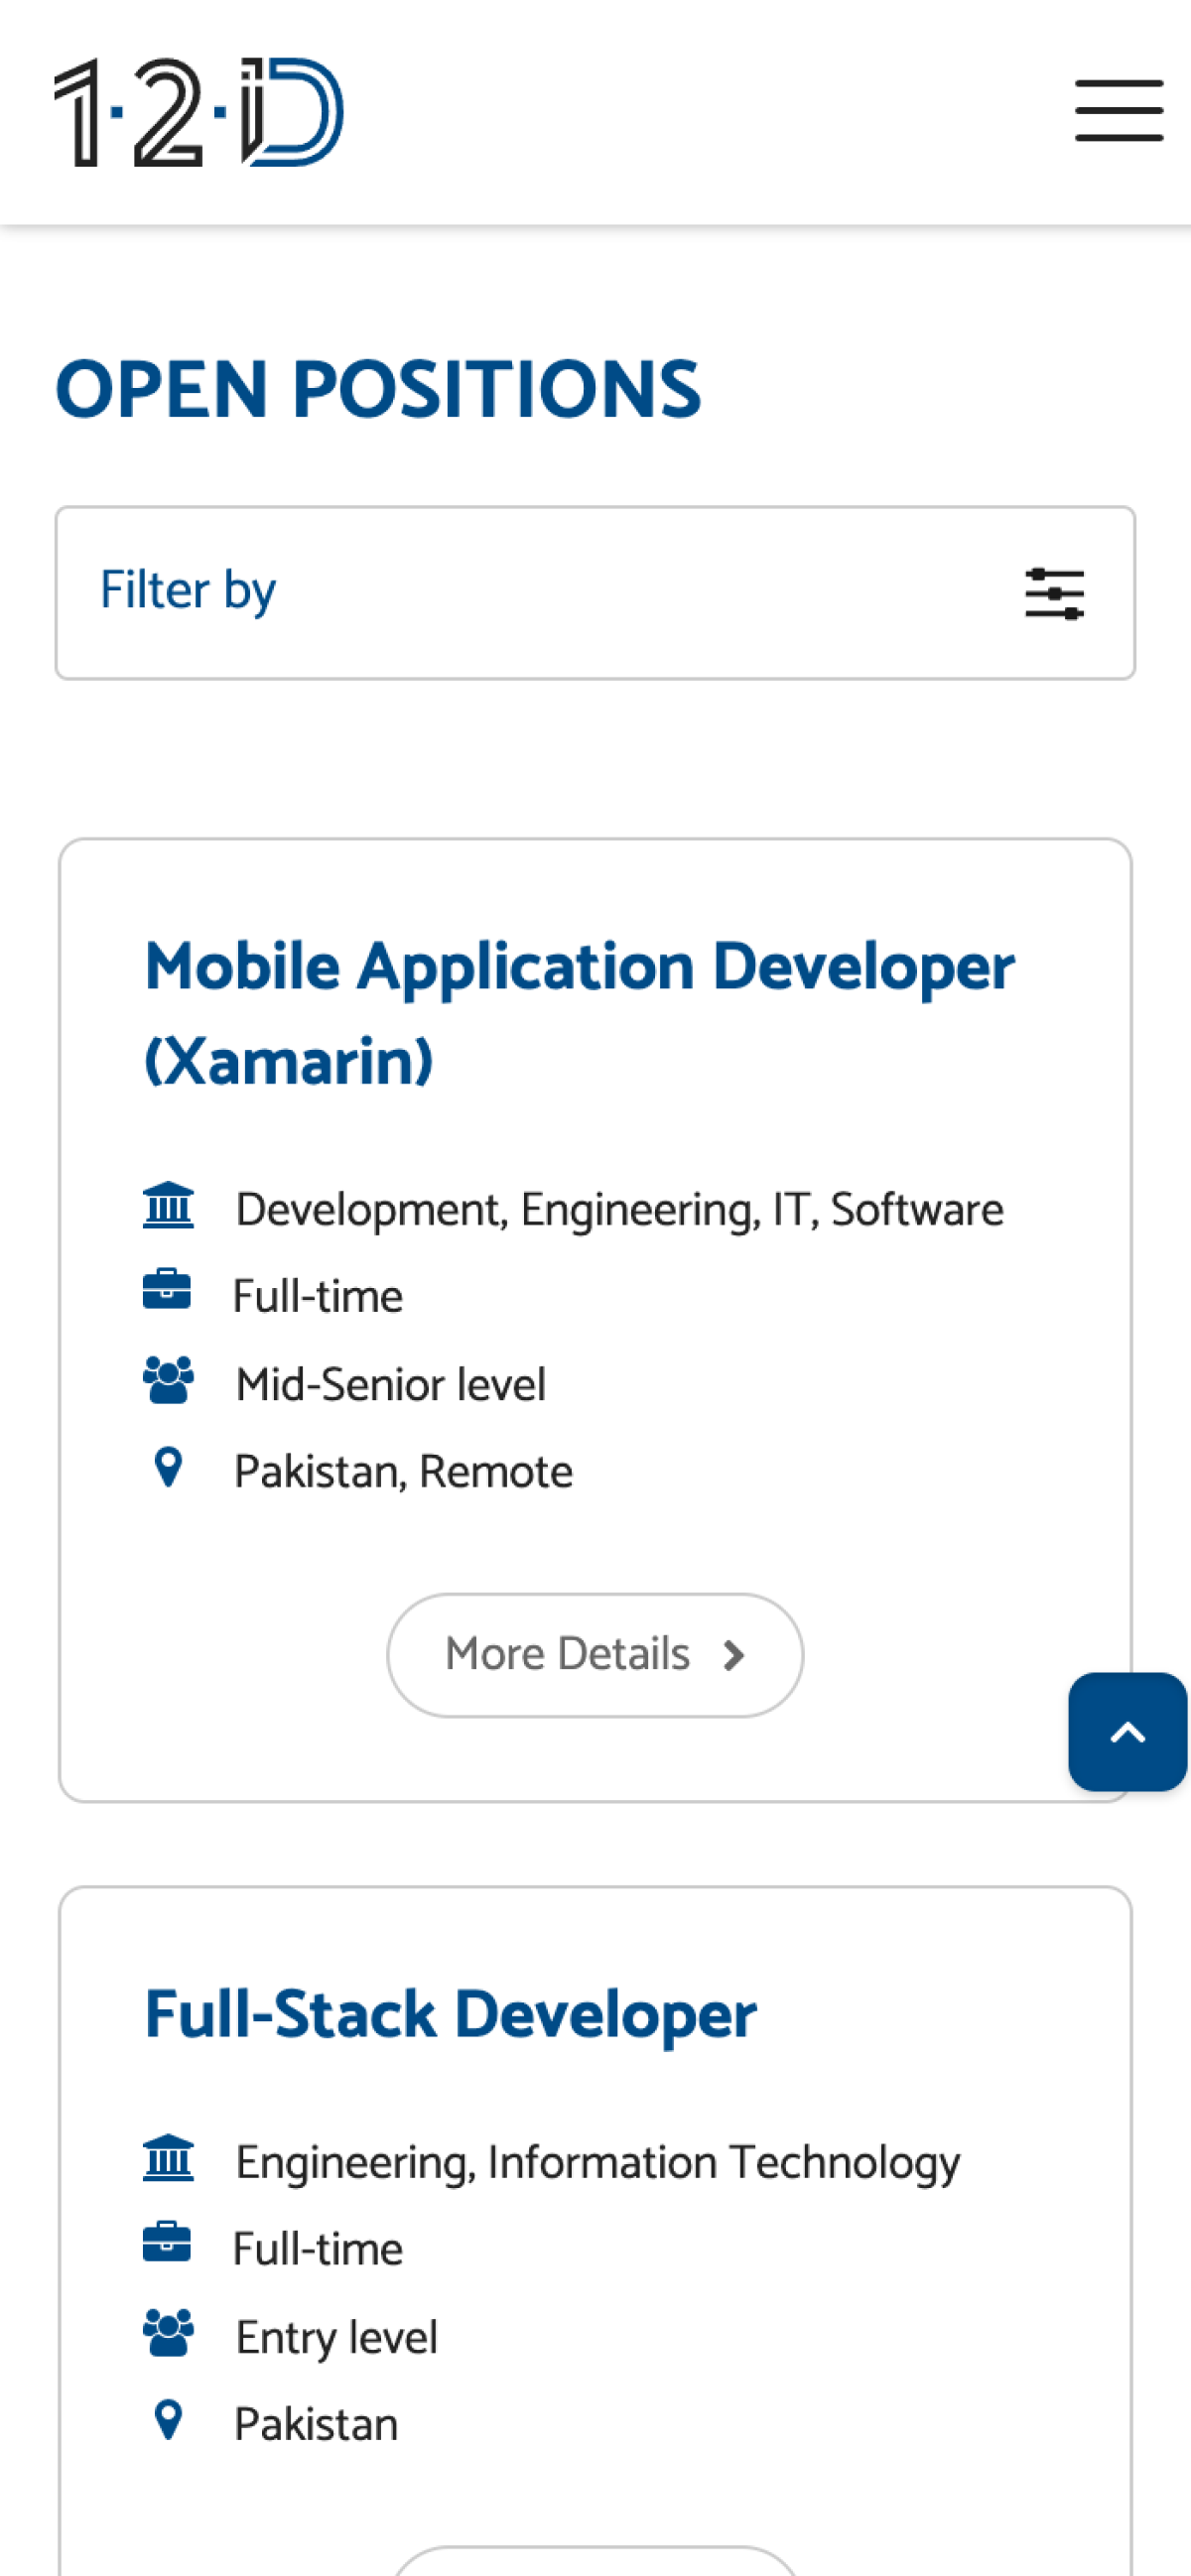 1·2·iD
OPEN POSITIONS
Filter by
Mobile Application Developer
(Xamarin)
Development, Engineering, IT, Software
Full-time
Mid-Senior level
Pakistan, Remote
More Details
Full-Stack Developer
Engineering, Information Technology
Full-time
Entry level
Pakistan